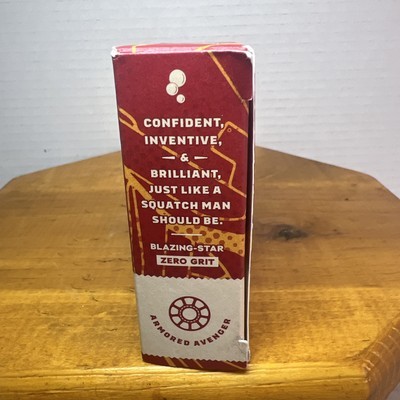 CONFIDENT,
INVENTIVE,
&
BRILLIANT,
JUST LIKE A
SQUATCH MAN
SHOULD BE.
BLAZING-STAR
ZERO GRIT
ARMORED AVENGER